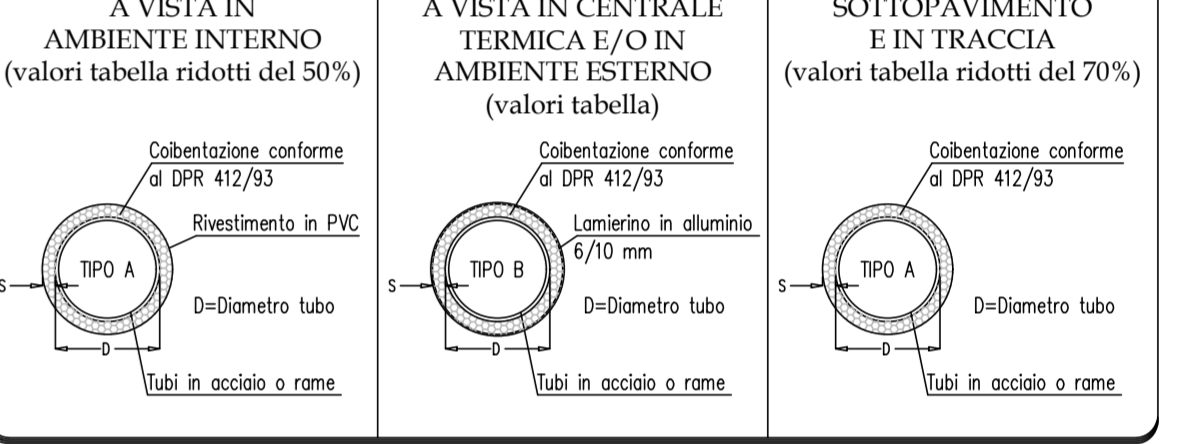 A VISTA IN
AMBIENTE INTERNO
(valori tabella ridotti del 50%)
Coibentazione conforme
al DPR 412/93
Rivestimento in PVC
TIPO A
S
D=Diametro tubo
D
Tubi in acciaio o rame
A VISTA IN CENTRALE
TERMICA E/O IN
AMBIENTE ESTERNO
(valori tabella)
Coibentazione conforme
al DPR 412/93
Lamierino in alluminio
6/10 mm
TIPO B
S
D=Diametro tubo
D
Tubi in acciaio o rame
SOTTOPAVIMENTO
E IN TRACCIA
(valori tabella ridotti del 70%)
Coibentazione conforme
al DPR 412/93
TIPO A
S
D=Diametro tubo
D
Tubi in acciaio o rame